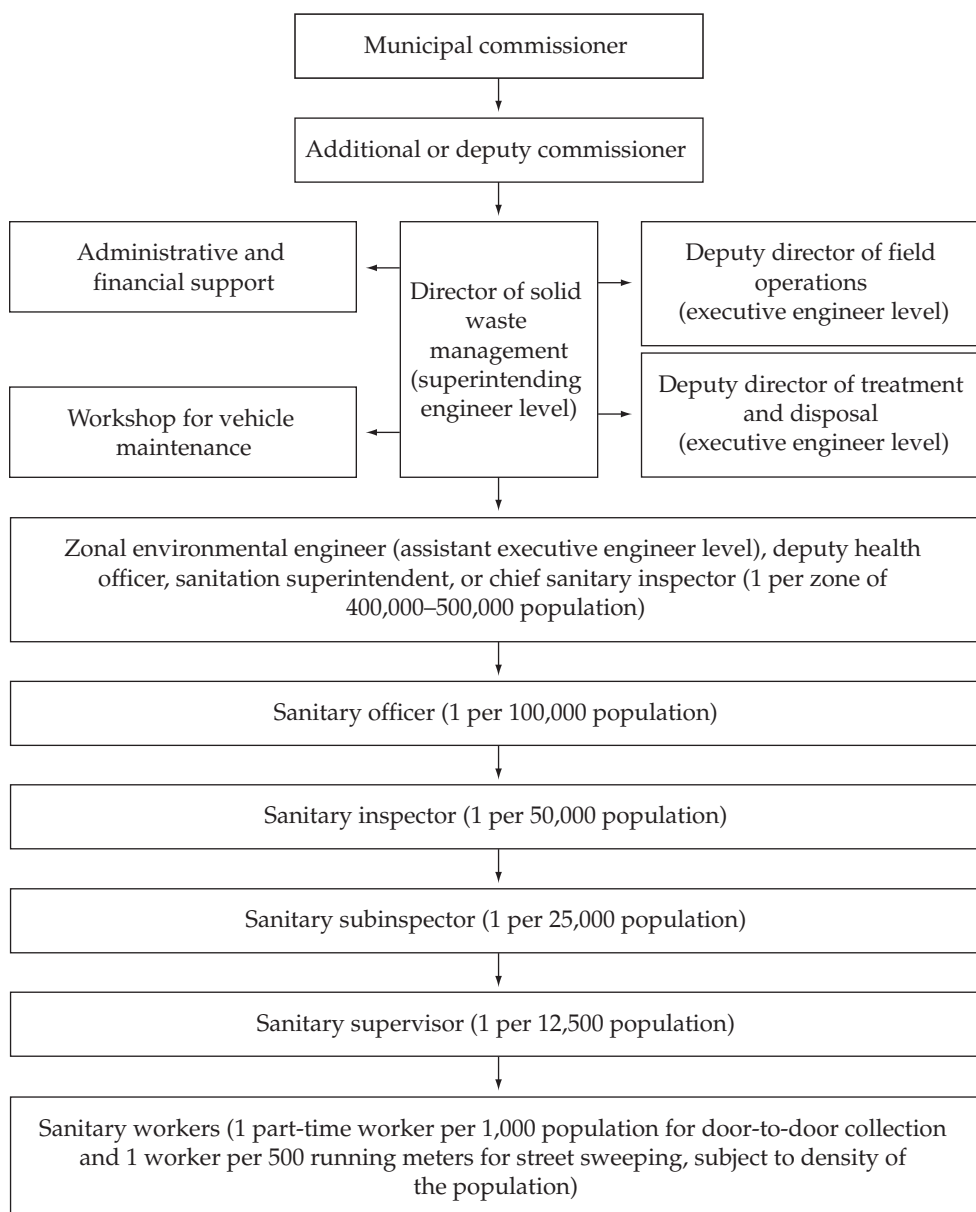 Municipal commissioner
Additional or deputy commissioner
Administrative and
financial support
Workshop for vehicle
maintenance
Director of solid
waste
management
(superintending
engineer level)
Deputy director of field
operations
(executive engineer level)
Deputy director of treatment
and disposal
(executive engineer level)
Zonal environmental engineer (assistant executive engineer level), deputy health
officer, sanitation superintendent, or chief sanitary inspector (1 per zone of
400,000–500,000 population)
Sanitary officer (1 per 100,000 population)
Sanitary inspector (1 per 50,000 population)
Sanitary subinspector (1 per 25,000 population)
Sanitary supervisor (1 per 12,500 population)
Sanitary workers (1 part-time worker per 1,000 population for door-to-door collection
and 1 worker per 500 running meters for street sweeping, subject to density of
the population)